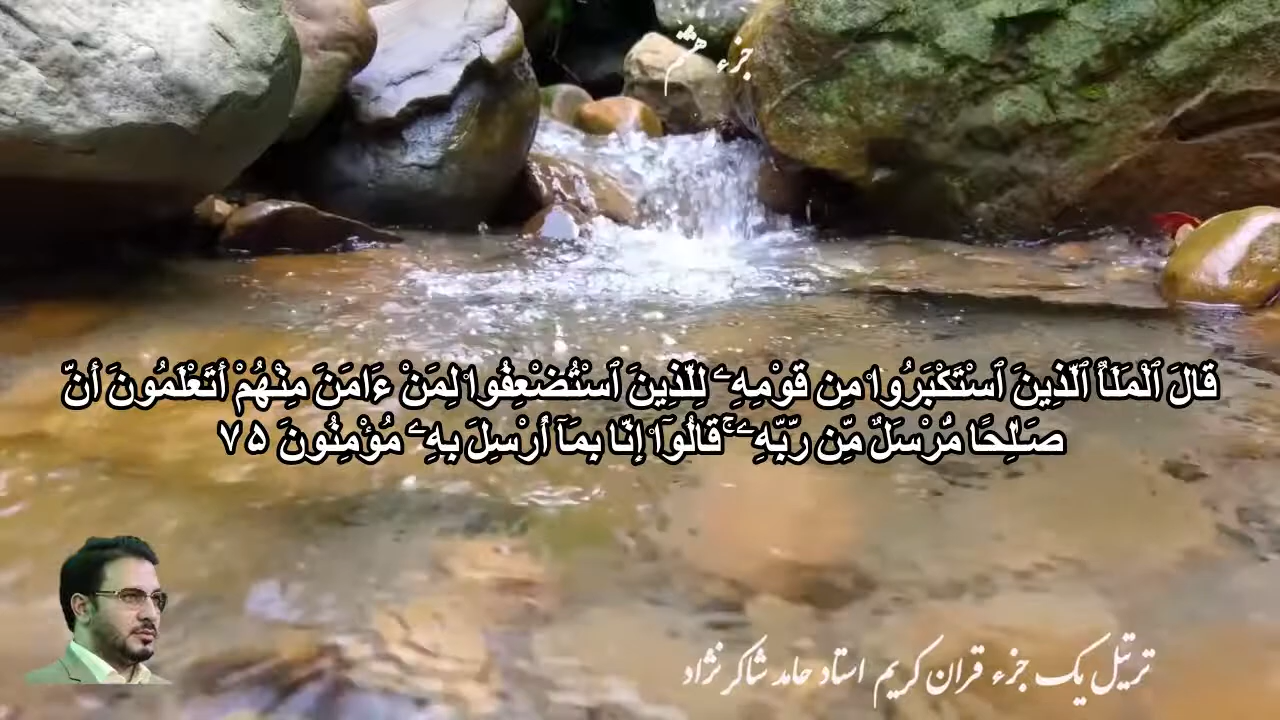 جزء هشتم
قَالَ ٱلْمَلَأُ ٱلَّذِينَ ٱسْتَكْبَرُوا۟ مِن قَوْمِهِۦ لِلَّذِينَ ٱسْتُضْعِفُوا۟ لِمَنْ ءَامَنَ مِنْهُمْ أَتَعْلَمُونَ أَنَّ
صَـٰلِحًا مُّرْسَلٌ مِّن رَّبِّهِۦ ۚ قَالُوٓا۟ إِنَّا بِمَآ أُرْسِلَ بِهِۦ مُؤْمِنُونَ ۷۵
ترتیل یک جزء قران کریم استاد حامد شاکرنژاد